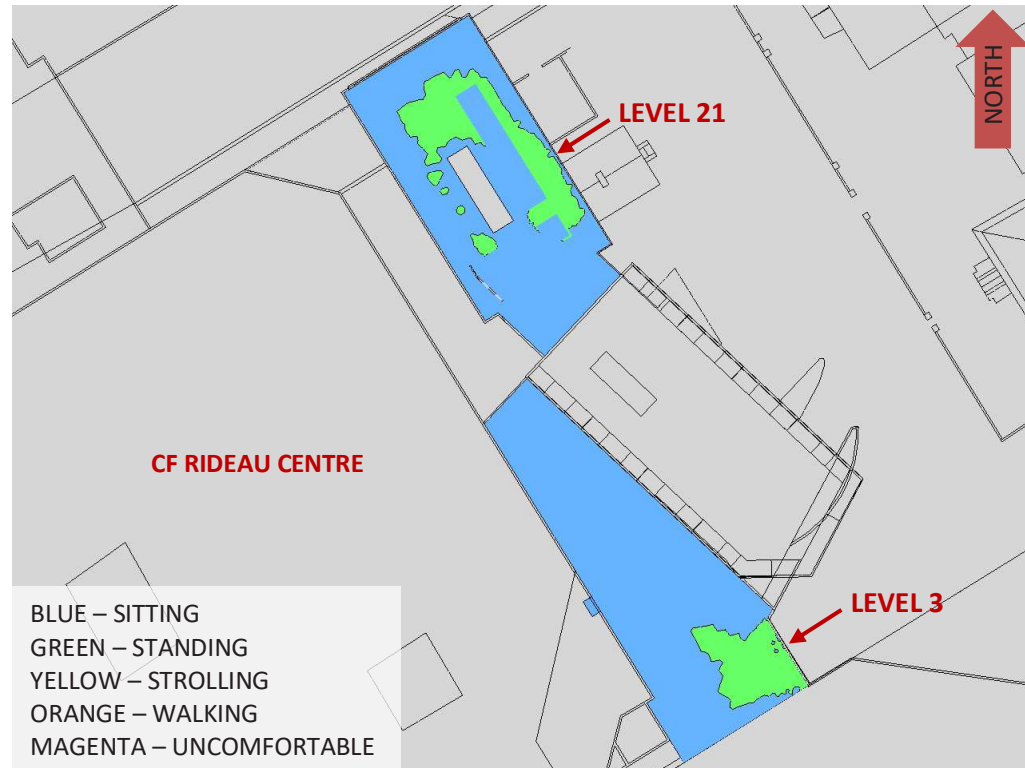 NORTH
LEVEL 21
CF RIDEAU CENTRE
LEVEL 3
BLUE – SITTING
GREEN – STANDING
YELLOW – STROLLING
ORANGE – WALKING
MAGENTA – UNCOMFORTABLE